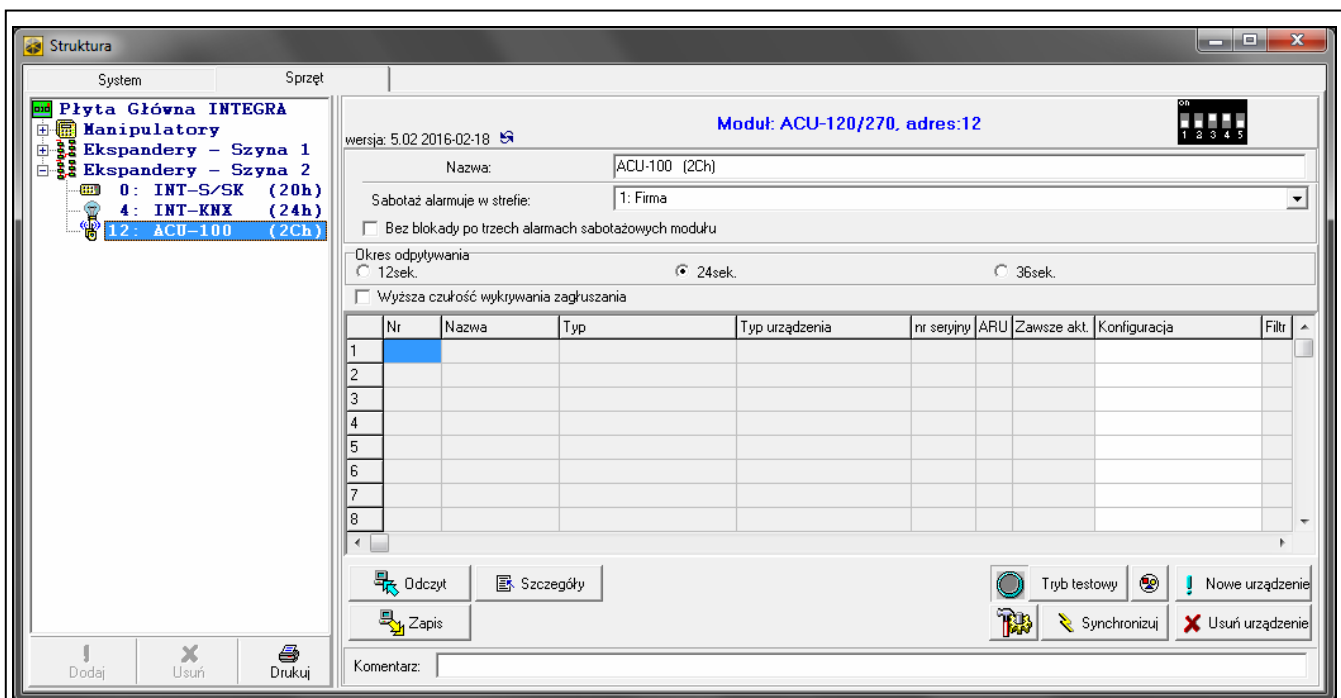 Struktura
System Sprzęt
Płyta Główna INTEGRA
Manipulatory
Ekspandery – Szyna 1
Ekspandery – Szyna 2
0: INT-S/SK (20h)
4: INT-KNX (24h)
12: ACU-100 (2Ch)
Dodaj Usuń Drukuj
wersja: 5.02 2016-02-18 Moduł: ACU-120/270, adres:12
on
1 2 3 4 5
Nazwa: ACU-100 (2Ch)
Sabotaż alarmuje w strefie: 1: Firma
Bez blokady po trzech alarmach sabotażowych modułu
Okres odpytywania
12sek. 24sek. 36sek.
Wyższa czułość wykrywania zagłuszania
Nr Nazwa Typ Typ urządzenia nr seryjny ARU Zawsze akt. Konfiguracja Filtr
1
2
3
4
5
6
7
8
Odczyt Szczegóły Tryb testowy Nowe urządzenie
Zapis Synchronizuj Usuń urządzenie
Komentarz: